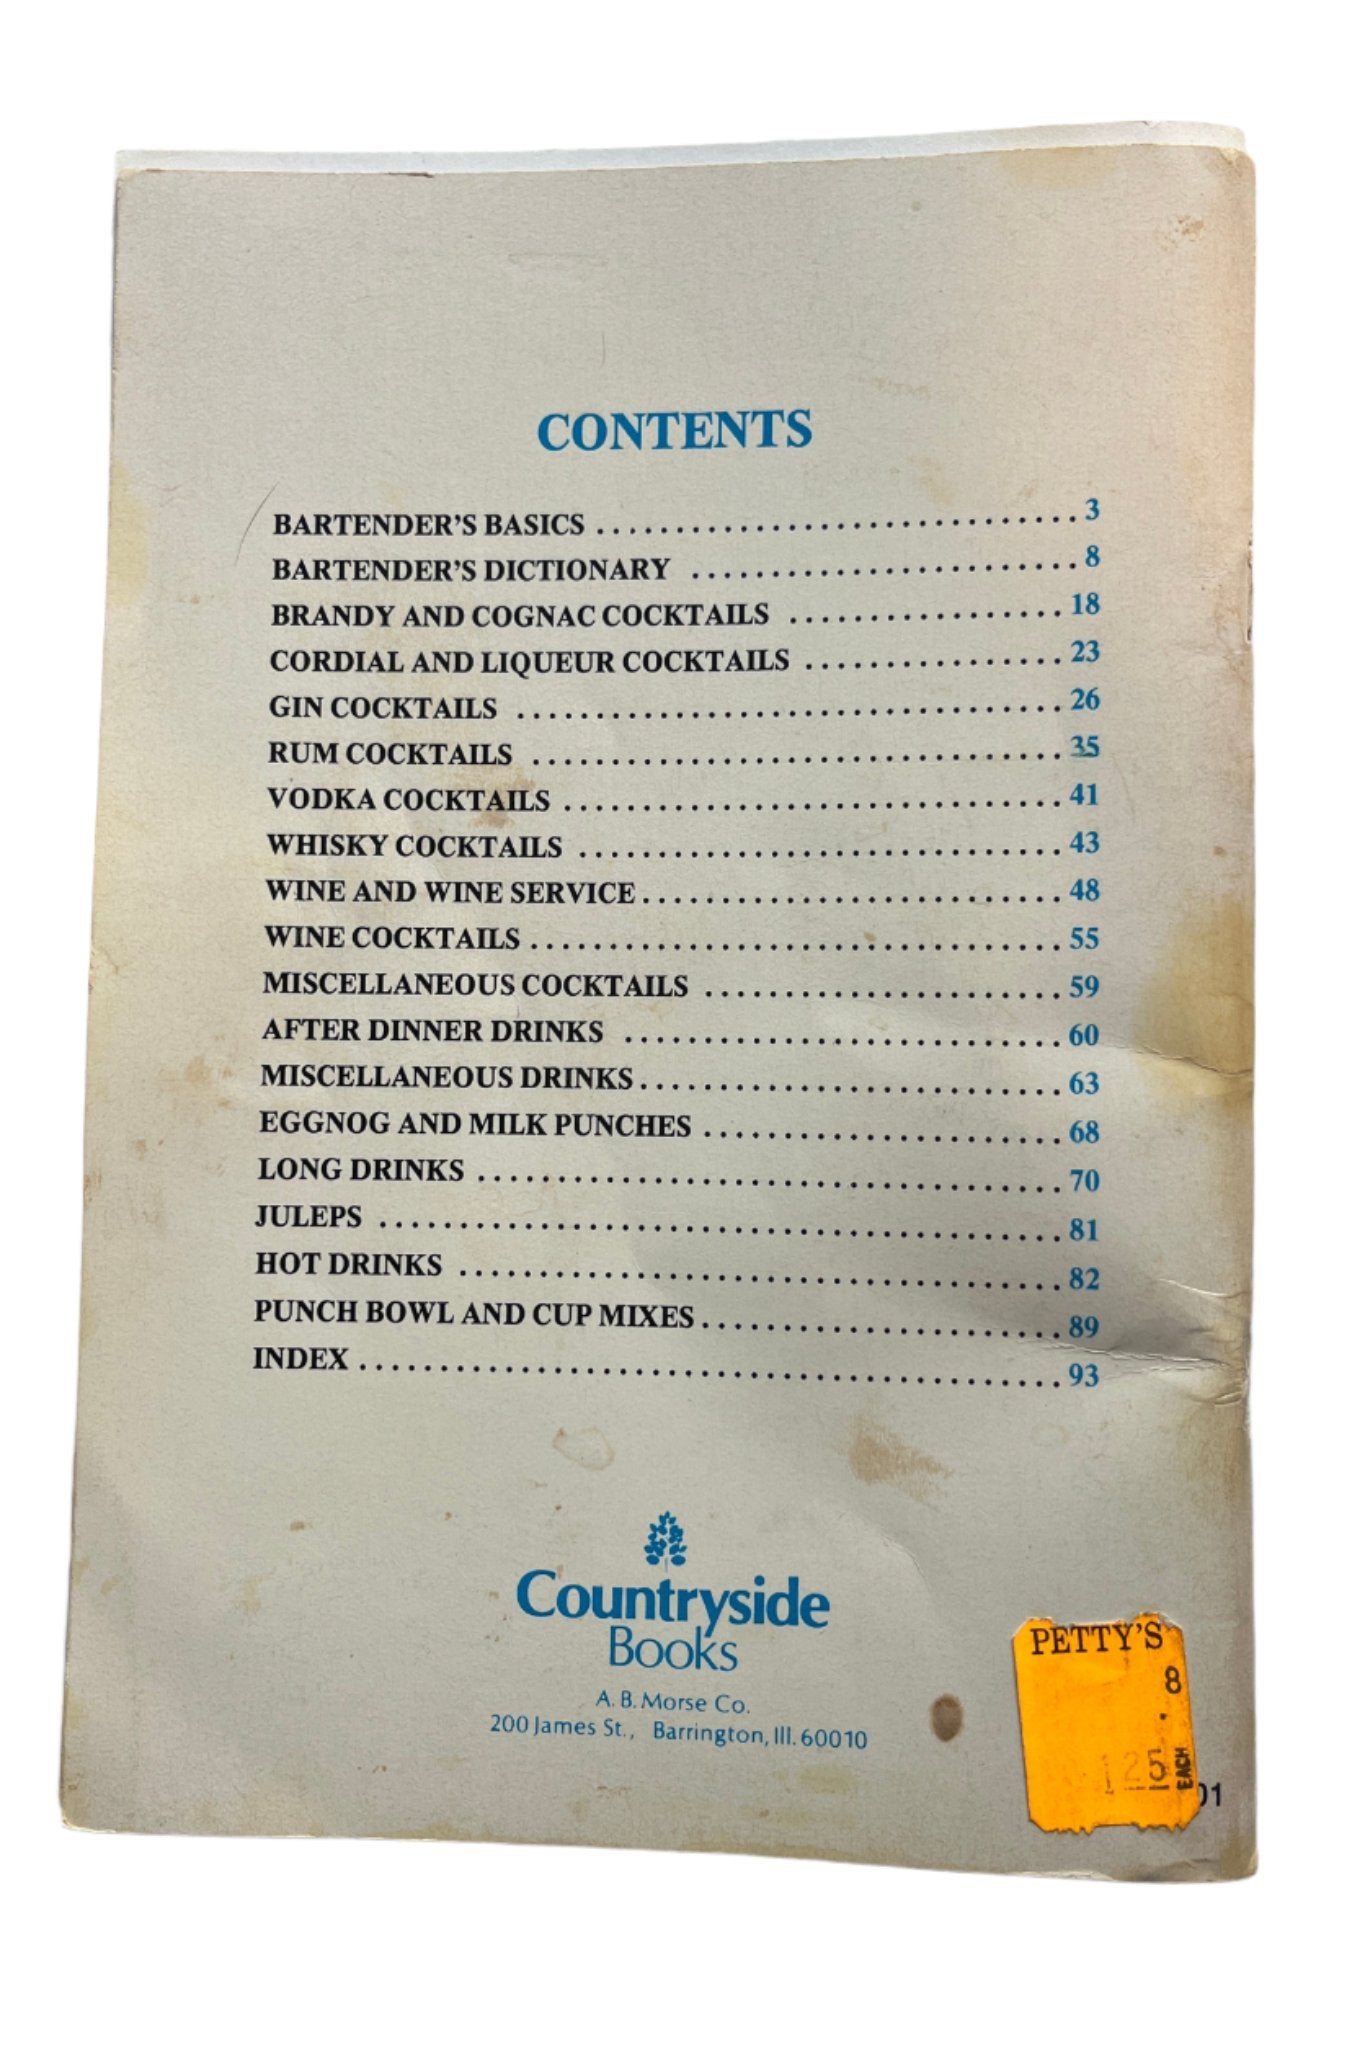 CONTENTS
BARTENDER'S BASICS .............................. 3
BARTENDER'S DICTIONARY ........................ 8
BRANDY AND COGNAC COCKTAILS ................. 18
CORDIAL AND LIQUEUR COCKTAILS ................ 23
GIN COCKTAILS .................................. 26
RUM COCKTAILS ................................. 35
VODKA COCKTAILS ............................... 41
WHISKY COCKTAILS .............................. 43
WINE AND WINE SERVICE.......................... 48
WINE COCKTAILS ................................. 55
MISCELLANEOUS COCKTAILS ...................... 59
AFTER DINNER DRINKS ........................... 60
MISCELLANEOUS DRINKS.......................... 63
EGGNOG AND MILK PUNCHES ...................... 68
LONG DRINKS .................................... 70
JULEPS .......................................... 81
HOT DRINKS ..................................... 82
PUNCH BOWL AND CUP MIXES...................... 89
INDEX ........................................... 93
Countryside
Books
A. B. Morse Co.
200 James St., Barrington, Ill. 60010
PETTY'S
.8
125 EACH
01